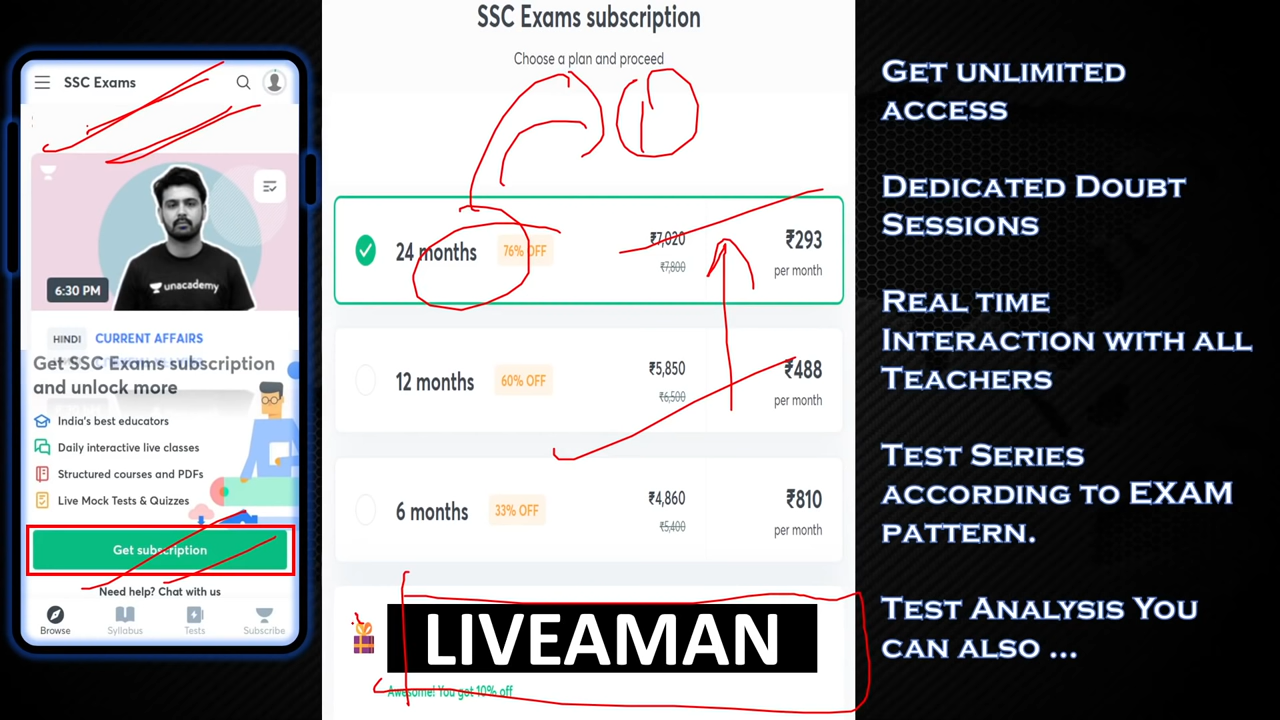 SSC Exams
unacademy
6:30 PM
HINDI CURRENT AFFAIRS
Get SSC Exams subscription
and unlock more
India's best educators
Daily interactive live classes
Structured courses and PDFs
Live Mock Tests & Quizzes
Get subscription
Need help? Chat with us
Browse Syllabus Tests Subscribe
SSC Exams subscription
Choose a plan and proceed
24 months 76% OFF ₹7,020 ₹293
₹7,800 per month
12 months 60% OFF ₹5,850 ₹488
₹6,500 per month
6 months 33% OFF ₹4,860 ₹810
₹5,400 per month
LIVEAMAN
Awesome! You got 10% off
GET UNLIMITED
ACCESS
DEDICATED DOUBT
SESSIONS
REAL TIME
INTERACTION WITH ALL
TEACHERS
TEST SERIES
ACCORDING TO EXAM
PATTERN.
TEST ANALYSIS YOU
CAN ALSO ...